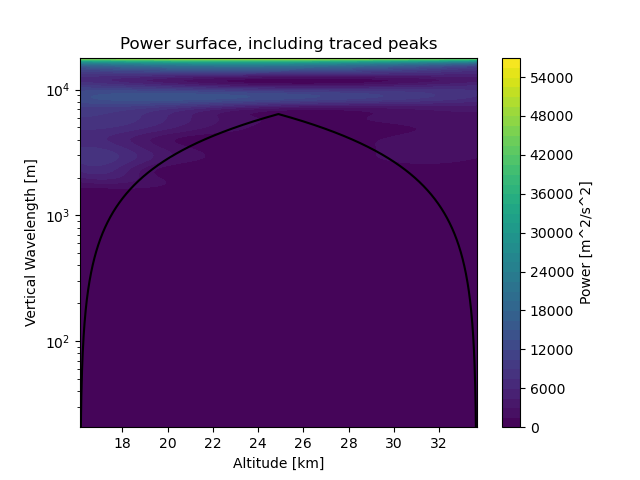 Power surface, including traced peaks
Vertical Wavelength [m]
10^4
10^3
10^2
18 20 22 24 26 28 30 32
Altitude [km]
54000
48000
42000
36000
30000
24000
18000
12000
6000
0
Power [m^2/s^2]